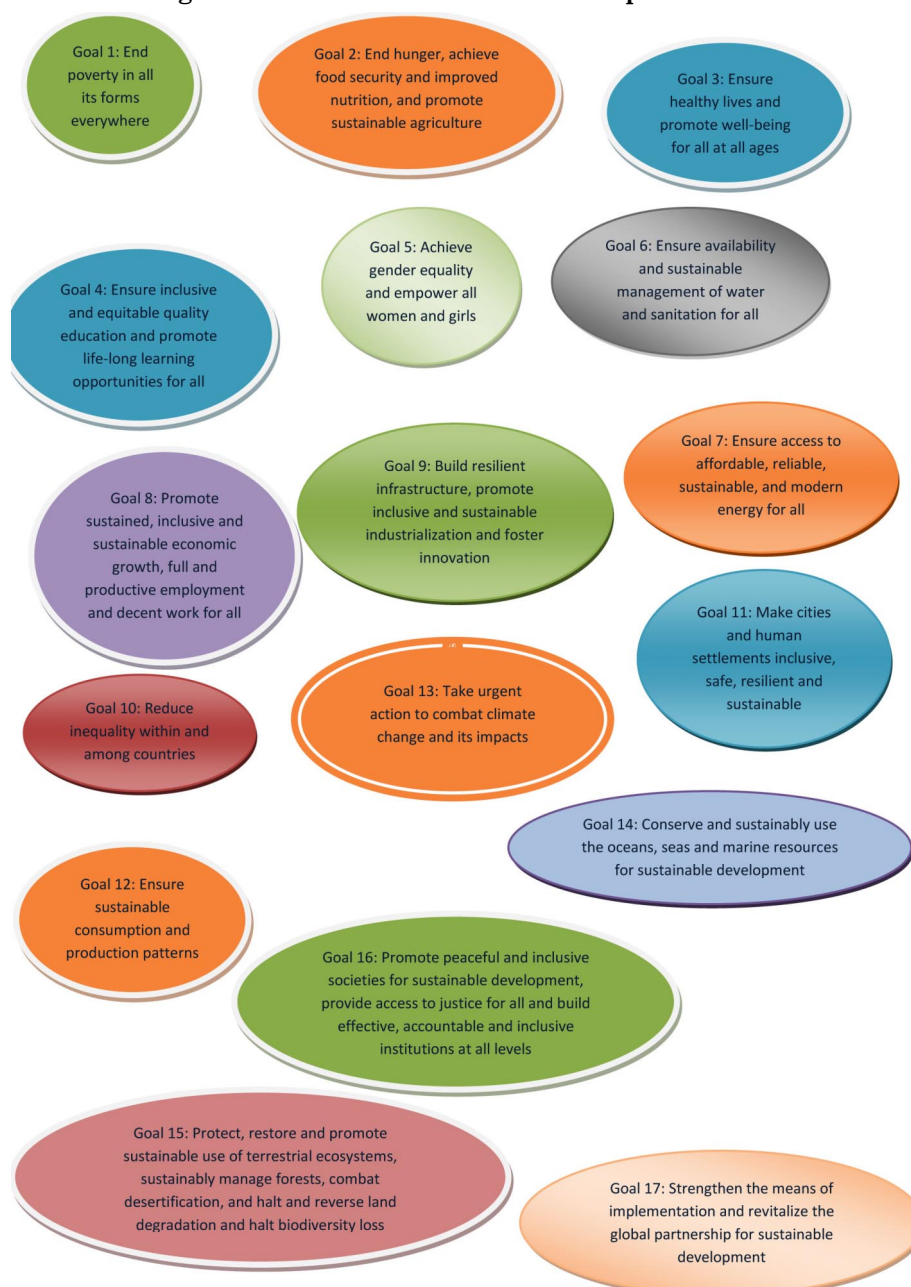 Goal 1: End
poverty in all
its forms
everywhere
Goal 2: End hunger, achieve
food security and improved
nutrition, and promote
sustainable agriculture
Goal 3: Ensure
healthy lives and
promote well-being
for all at all ages
Goal 4: Ensure inclusive
and equitable quality
education and promote
life-long learning
opportunities for all
Goal 5: Achieve
gender equality
and empower all
women and girls
Goal 6: Ensure availability
and sustainable
management of water
and sanitation for all
Goal 7: Ensure access to
affordable, reliable,
sustainable, and modern
energy for all
Goal 8: Promote
sustained, inclusive and
sustainable economic
growth, full and
productive employment
and decent work for all
Goal 9: Build resilient
infrastructure, promote
inclusive and sustainable
industrialization and foster
innovation
Goal 10: Reduce
inequality within and
among countries
Goal 11: Make cities
and human
settlements inclusive,
safe, resilient and
sustainable
Goal 13: Take urgent
action to combat climate
change and its impacts
Goal 14: Conserve and sustainably use
the oceans, seas and marine resources
for sustainable development
Goal 12: Ensure
sustainable
consumption and
production patterns
Goal 16: Promote peaceful and inclusive
societies for sustainable development,
provide access to justice for all and build
effective, accountable and inclusive
institutions at all levels
Goal 15: Protect, restore and promote
sustainable use of terrestrial ecosystems,
sustainably manage forests, combat
desertification, and halt and reverse land
degradation and halt biodiversity loss
Goal 17: Strengthen the means of
implementation and revitalize the
global partnership for sustainable
development